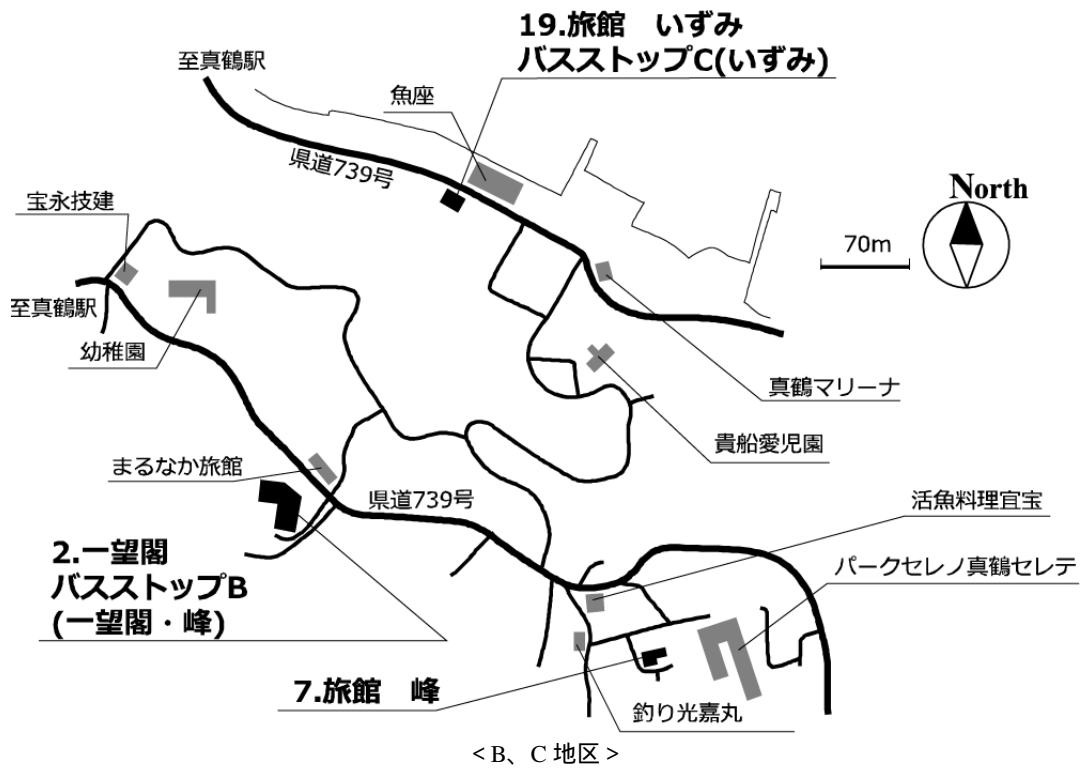 19.旅館　いずみ
バスストップC(いずみ)
至真鶴駅
魚座
県道739号
North
宝永技建
70m
至真鶴駅
幼稚園
真鶴マリーナ
貴船愛児園
まるなか旅館
県道739号
活魚料理宜宝
2.一望閣
バスストップB
(一望閣・峰)
パークセレノ真鶴セレテ
7.旅館　峰
釣り光嘉丸
＜B、C 地区＞